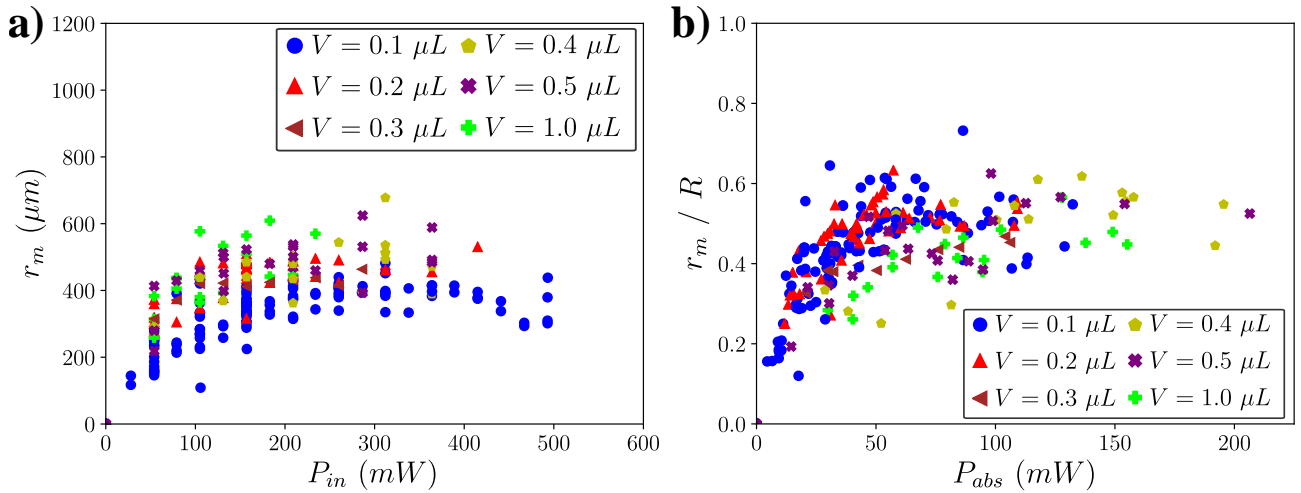 a)
1200
1000
800
600
400
200
0
r_m (μm)
V = 0.1 μL
V = 0.2 μL
V = 0.3 μL
V = 0.4 μL
V = 0.5 μL
V = 1.0 μL
0 100 200 300 400 500 600
P_in (mW)
b)
1.0
0.8
0.6
0.4
0.2
0.0
r_m / R
V = 0.1 μL
V = 0.2 μL
V = 0.3 μL
V = 0.4 μL
V = 0.5 μL
V = 1.0 μL
0 50 100 150 200
P_abs (mW)